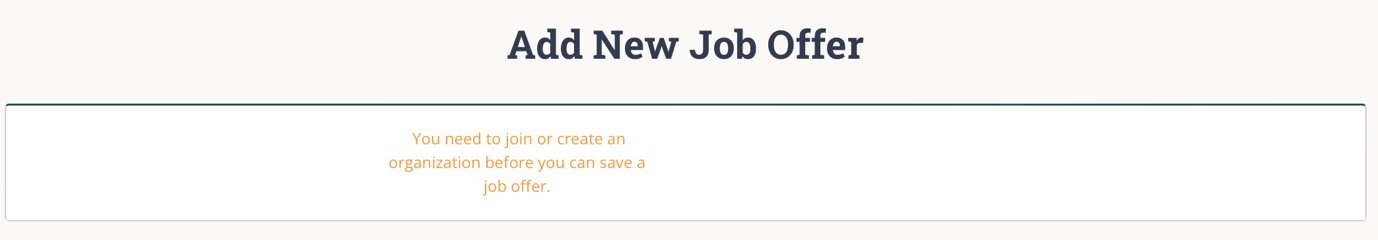 Add New Job Offer
You need to join or create an
organization before you can save a
job offer.